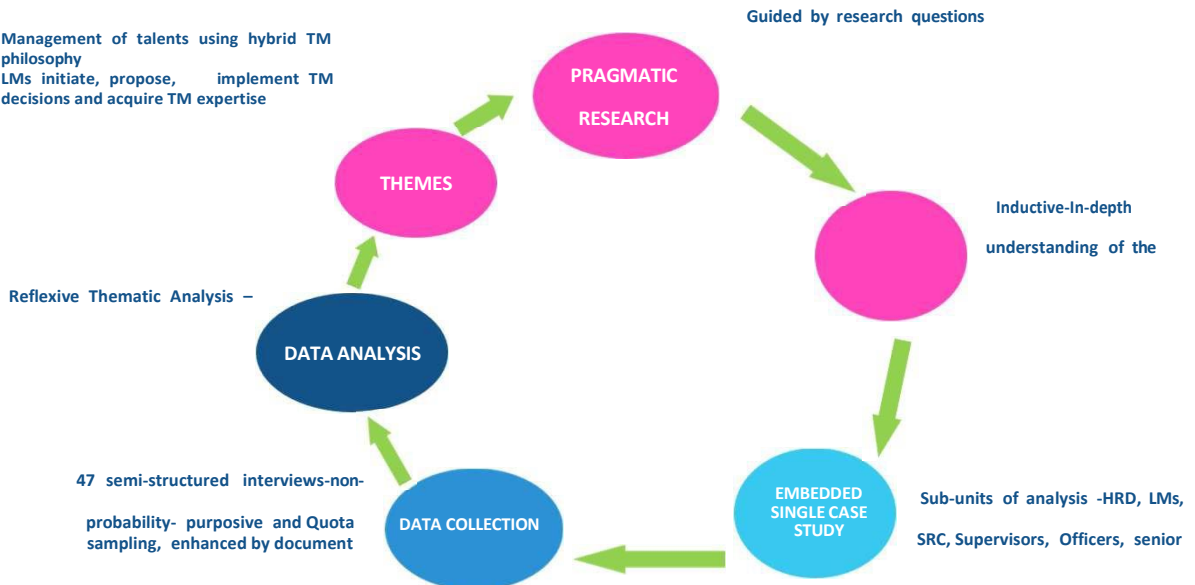 Guided by research questions
Management of talents using hybrid TM
philosophy
LMs initiate, propose, implement TM
decisions and acquire TM expertise
PRAGMATIC
RESEARCH
THEMES
Inductive-In-depth
understanding of the
Reflexive Thematic Analysis –
DATA ANALYSIS
47 semi-structured interviews-non-
probability- purposive and Quota
sampling, enhanced by document
DATA COLLECTION
EMBEDDED
SINGLE CASE
STUDY
Sub-units of analysis -HRD, LMs,
SRC, Supervisors, Officers, senior